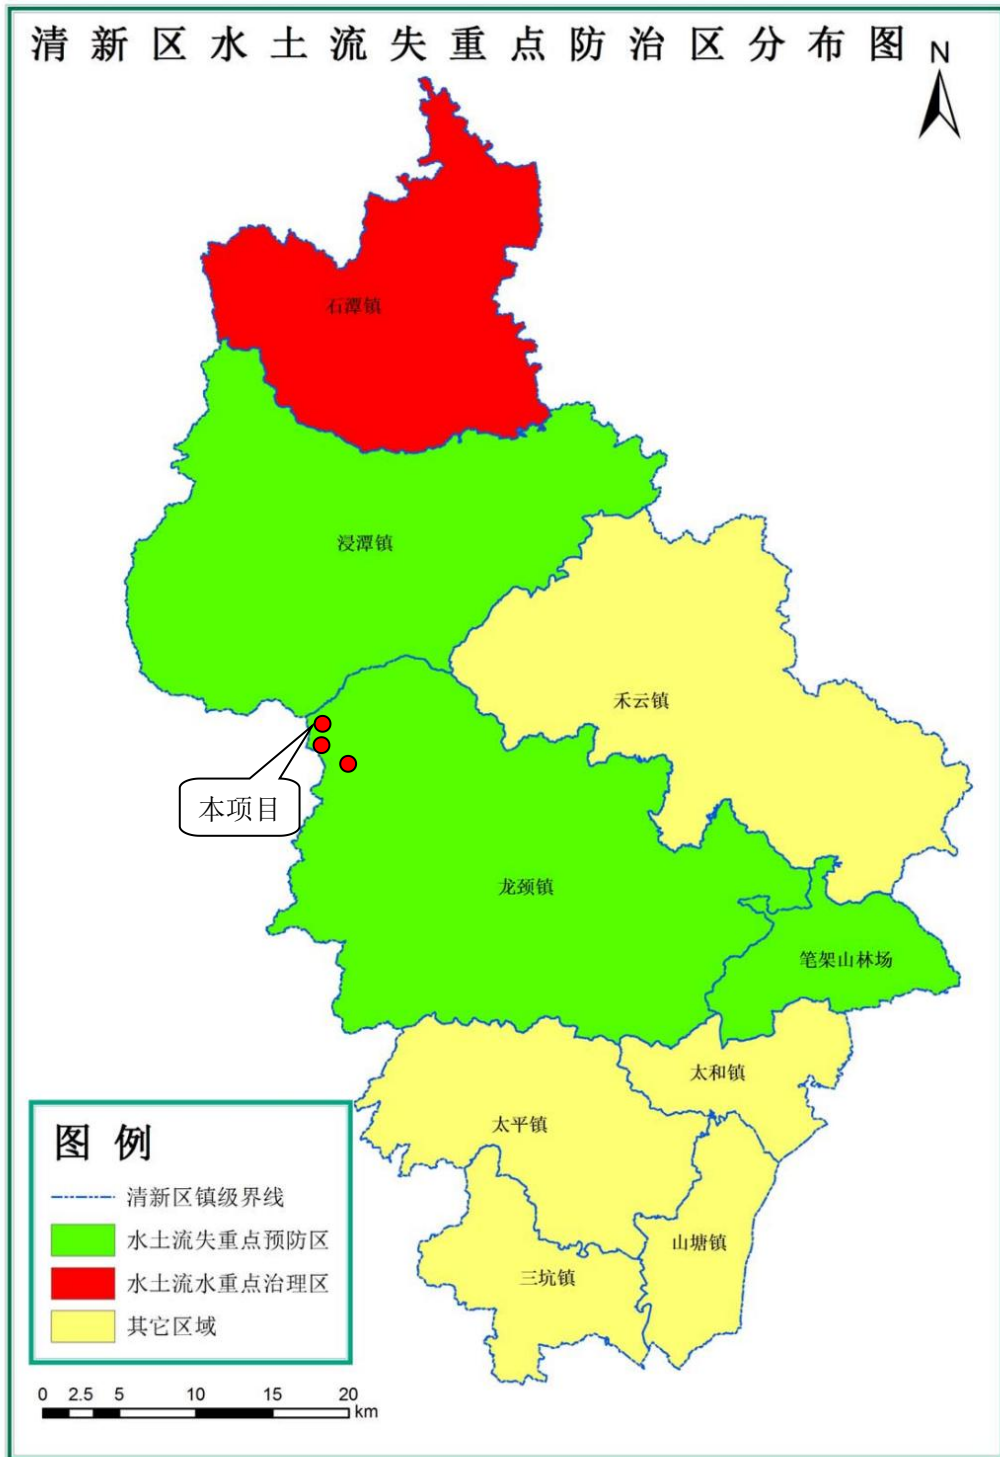 清新区水土流失重点防治区分布图
N
石潭镇
浸潭镇
禾云镇
本项目
龙颈镇
笔架山林场
太和镇
太平镇
山塘镇
三坑镇
图例
清新区镇级界线
水土流失重点预防区
水土流水重点治理区
其它区域
0 2.5 5 10 15 20
km